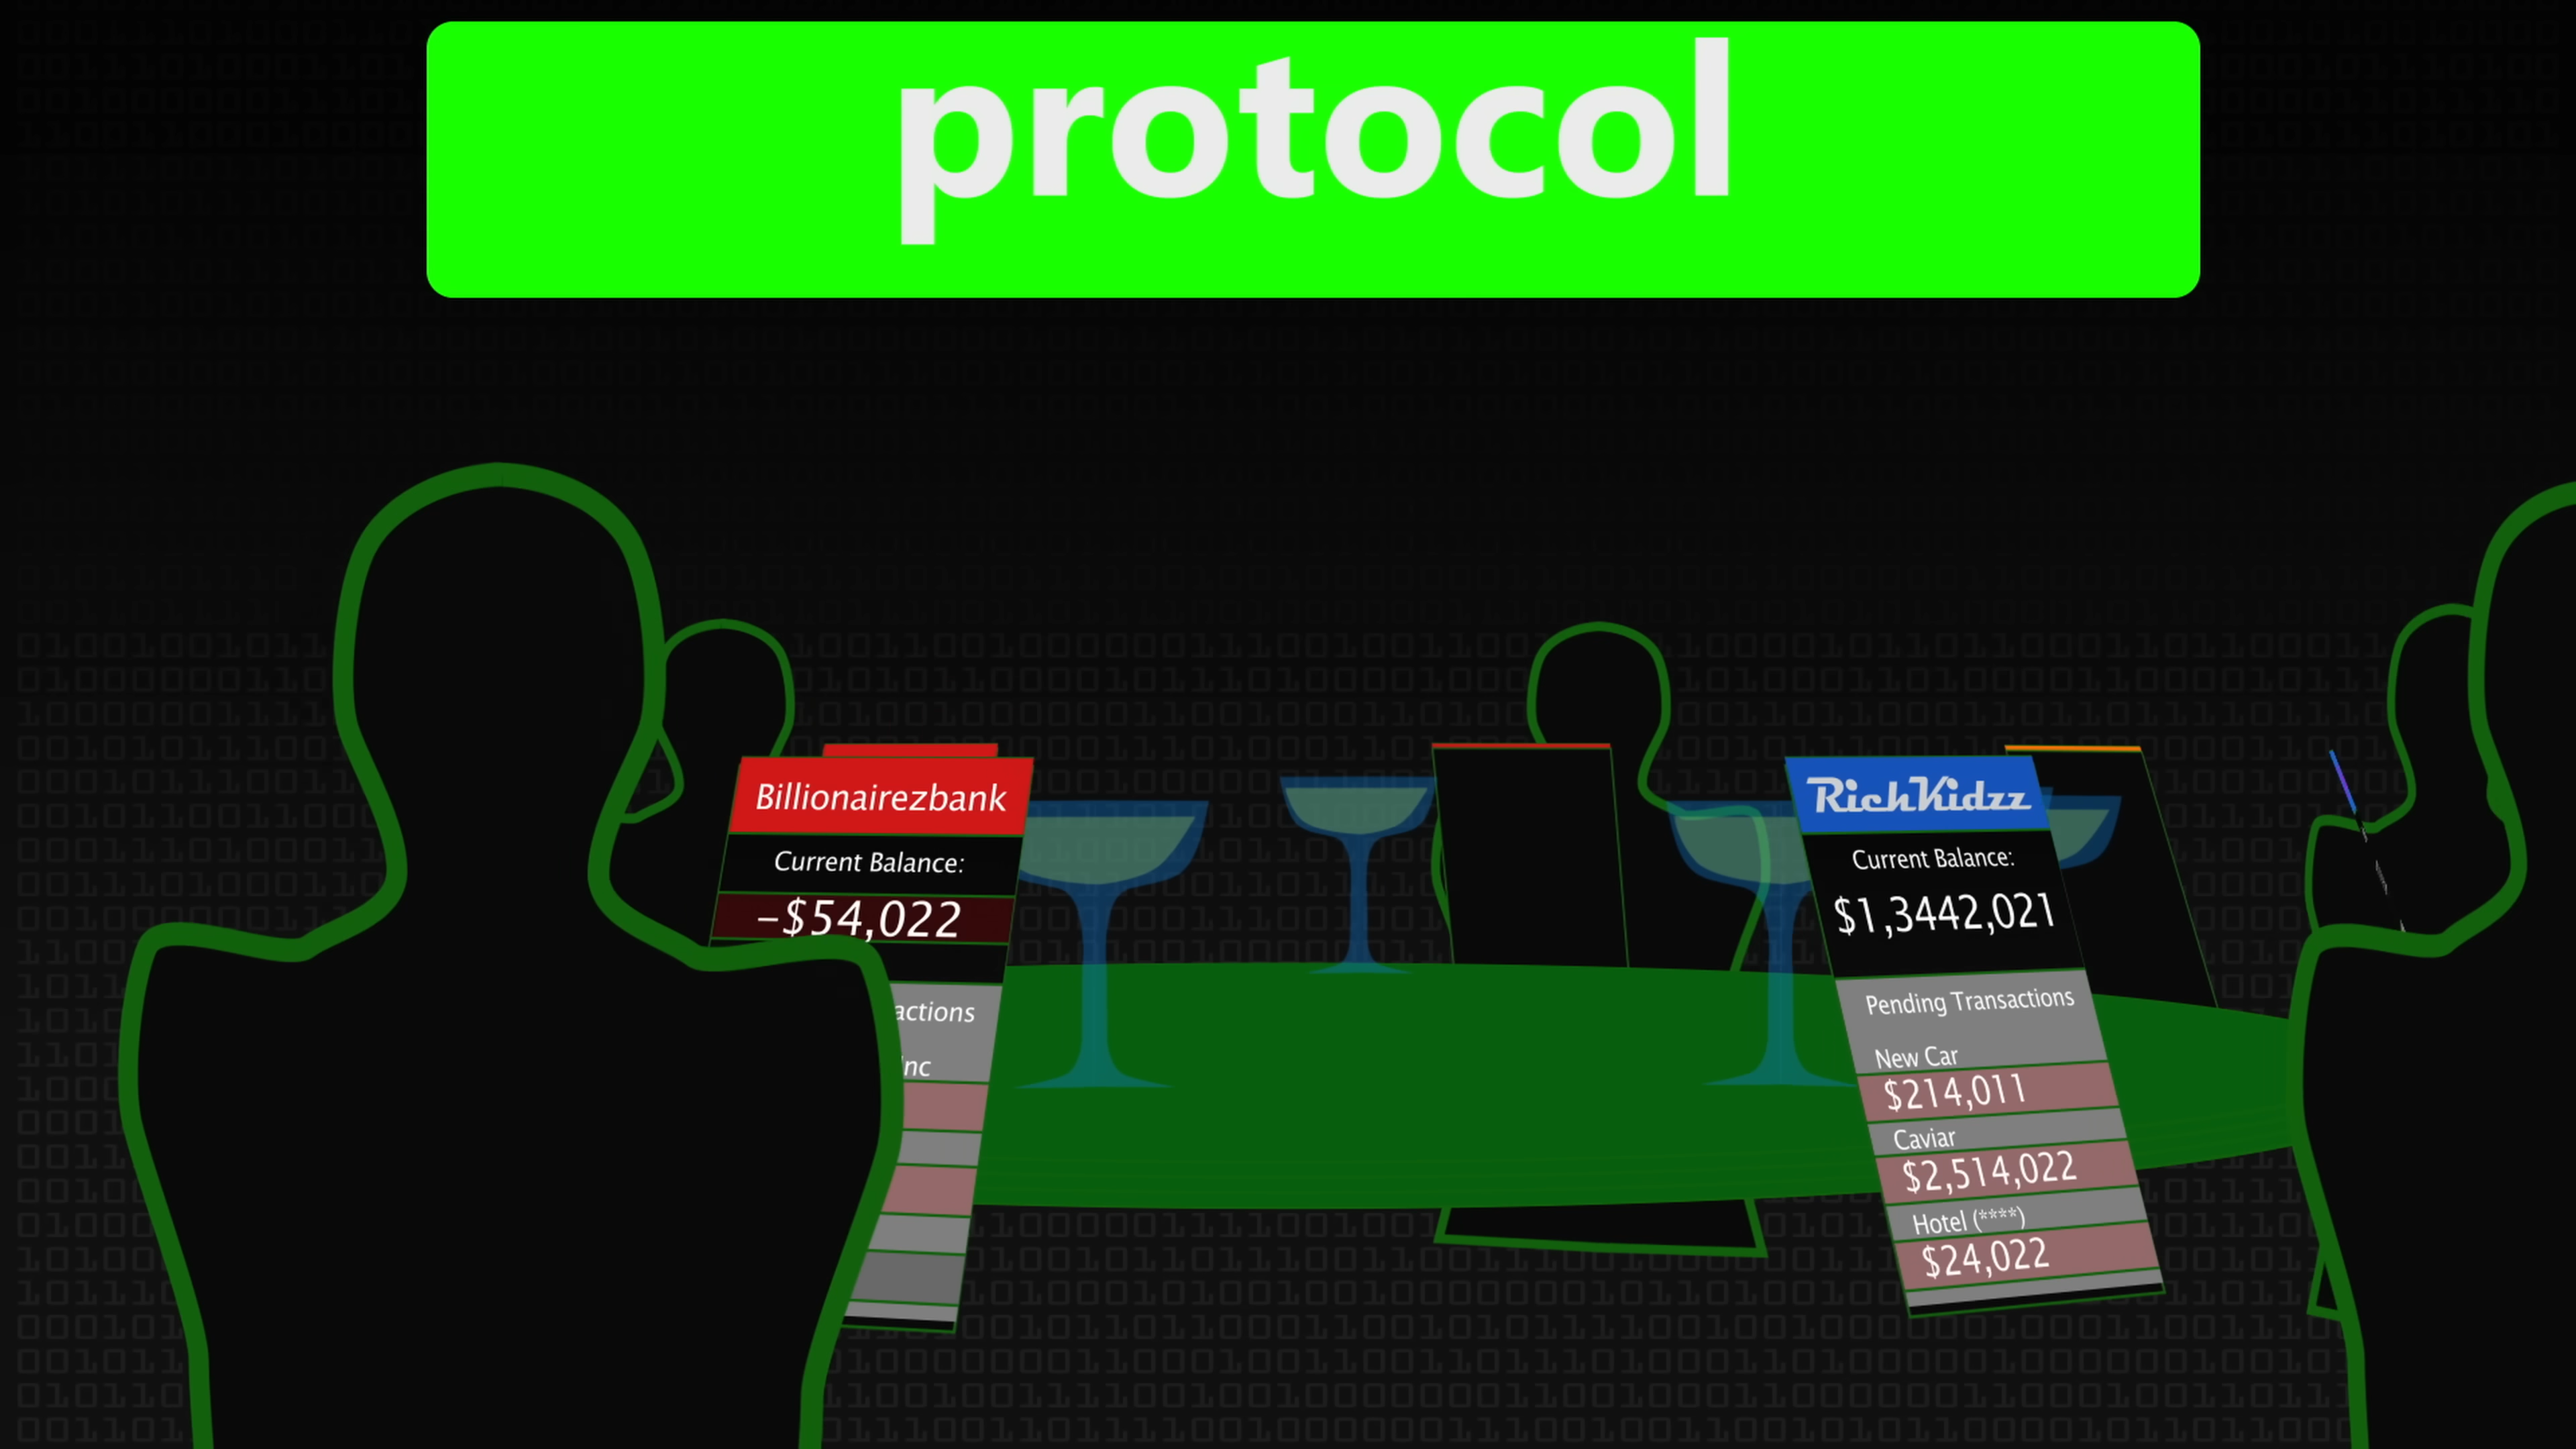 protocol
Billionairezbank
Current Balance:
-$54,022
actions
Inc
RichKidzz
Current Balance:
$1,3442,021
Pending Transactions
New Car
$214,011
Caviar
$2,514,022
Hotel (****)
$24,022